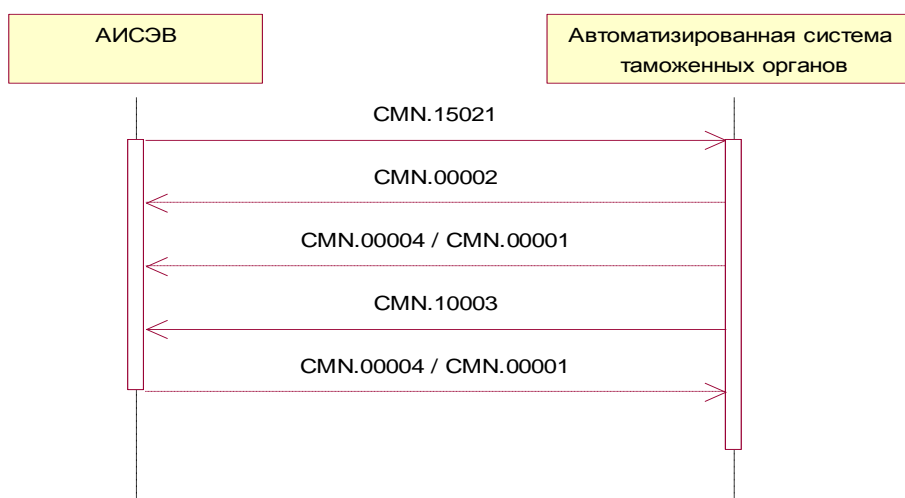 АИСЭВ
Автоматизированная система
таможенных органов
CMN.15021
CMN.00002
CMN.00004 / CMN.00001
CMN.10003
CMN.00004 / CMN.00001